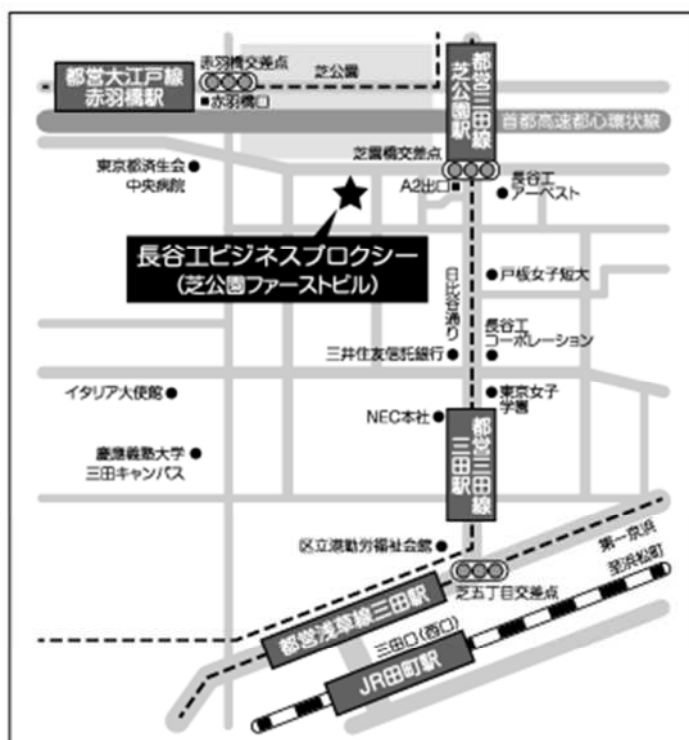 赤羽橋交差点
芝公園
都営大江戸線
赤羽橋駅
■赤羽橋口
都営三田線
芝公園駅
首都高速都心環状線
芝園橋交差点
東京都済生会
中央病院
A2出口■
長谷工
アーベスト
長谷工ビジネスプロクシー
(芝公園ファーストビル)
日比谷通り
戸板女子短大
長谷工
コーポレーション
三井住友信託銀行
イタリア大使館
東京女子
学園
NEC本社
都営三田線
三田駅
慶應義塾大学
三田キャンパス
区立港勤労福祉会館
第一京浜
至浜松町
芝五丁目交差点
都営浅草線三田駅
三田口(西口)
JR田町駅